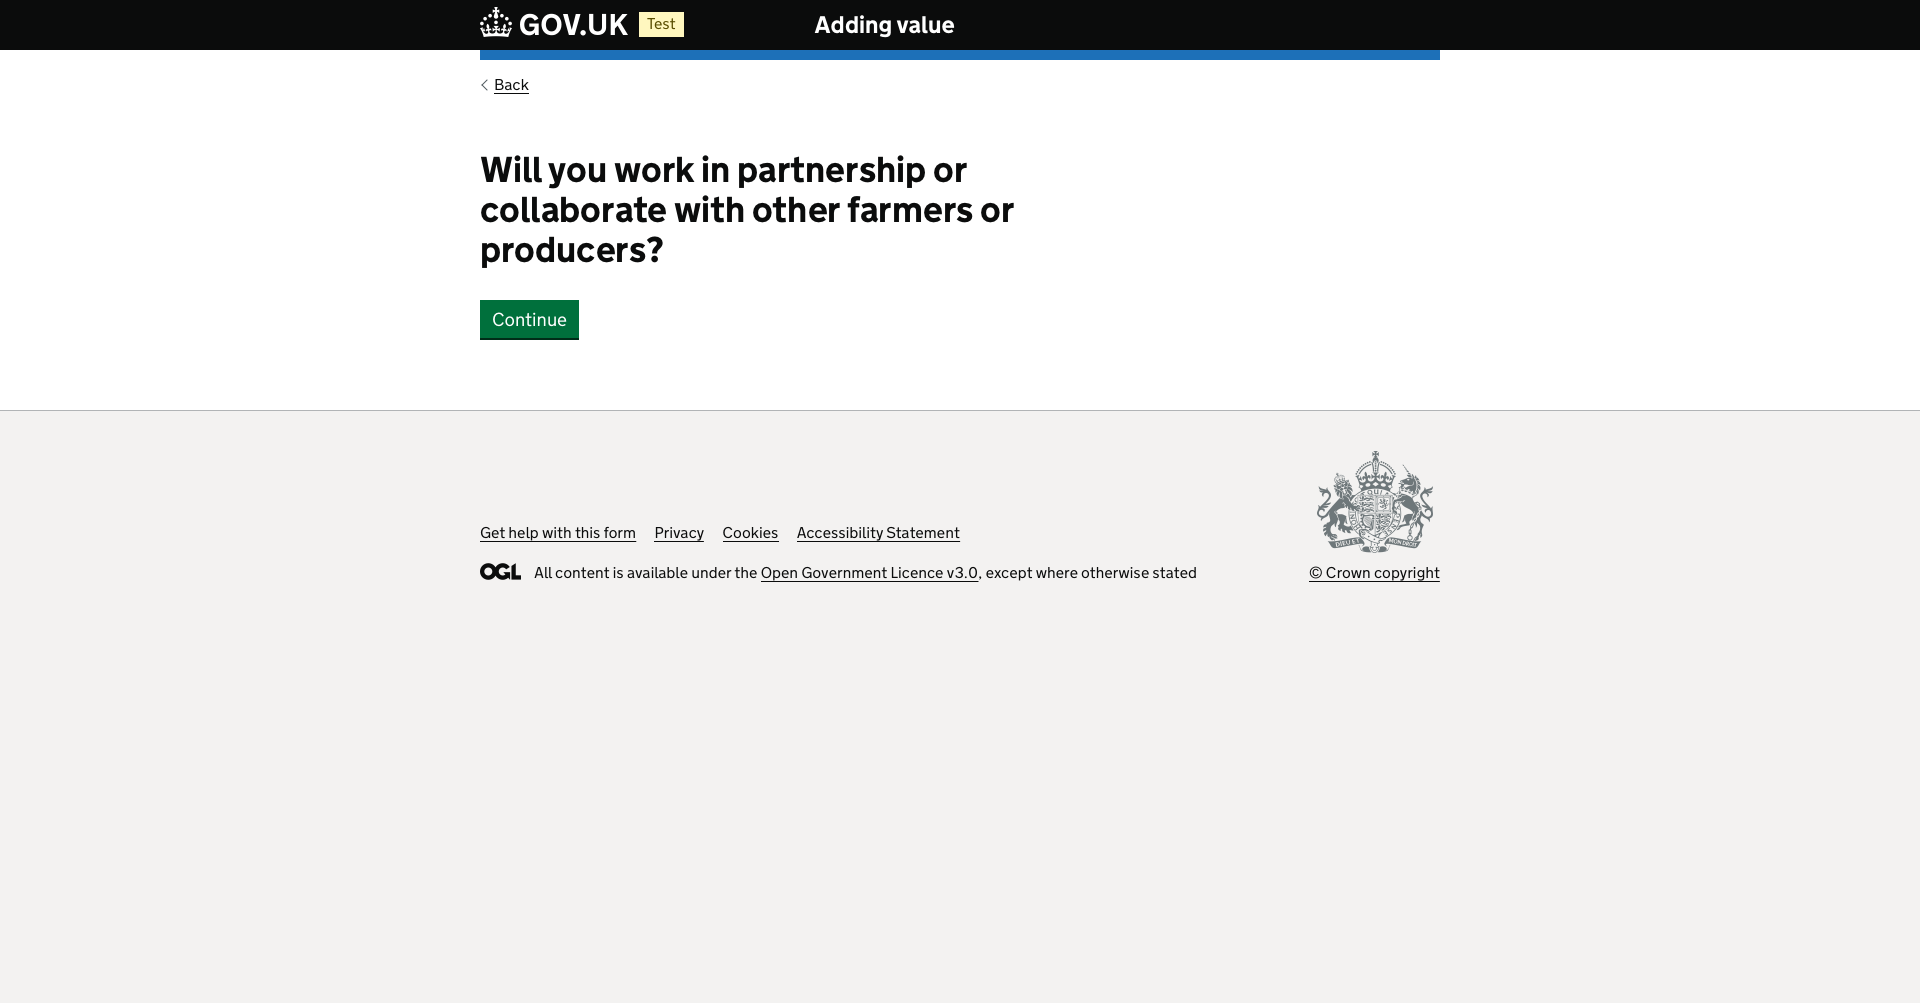 GOV.UK Test Adding value
Back
Will you work in partnership or
collaborate with other farmers or
producers?
Continue
Get help with this form Privacy Cookies Accessibility Statement
OGL All content is available under the Open Government Licence v3.0, except where otherwise stated
© Crown copyright